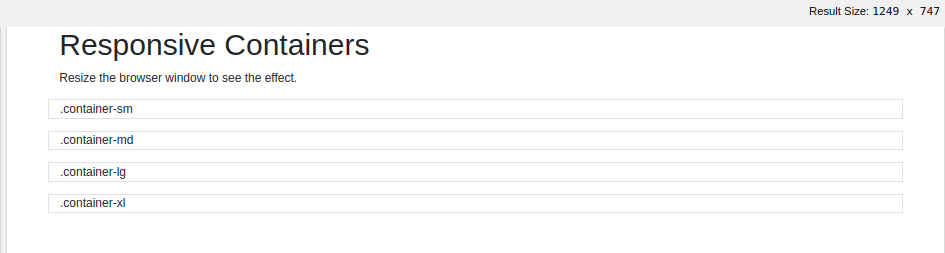 Result Size: 1249 x 747
Responsive Containers
Resize the browser window to see the effect.
.container-sm
.container-md
.container-lg
.container-xl